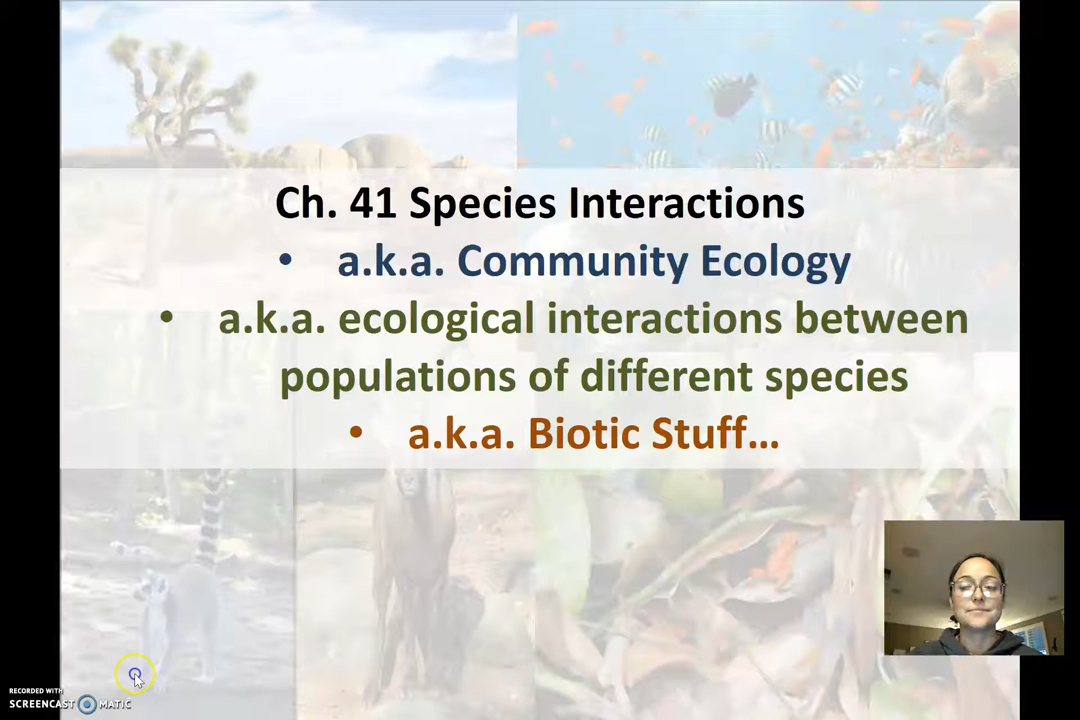 Ch. 41 Species Interactions
• a.k.a. Community Ecology
• a.k.a. ecological interactions between
populations of different species
• a.k.a. Biotic Stuff…
RECORDED WITH
SCREENCAST MATIC